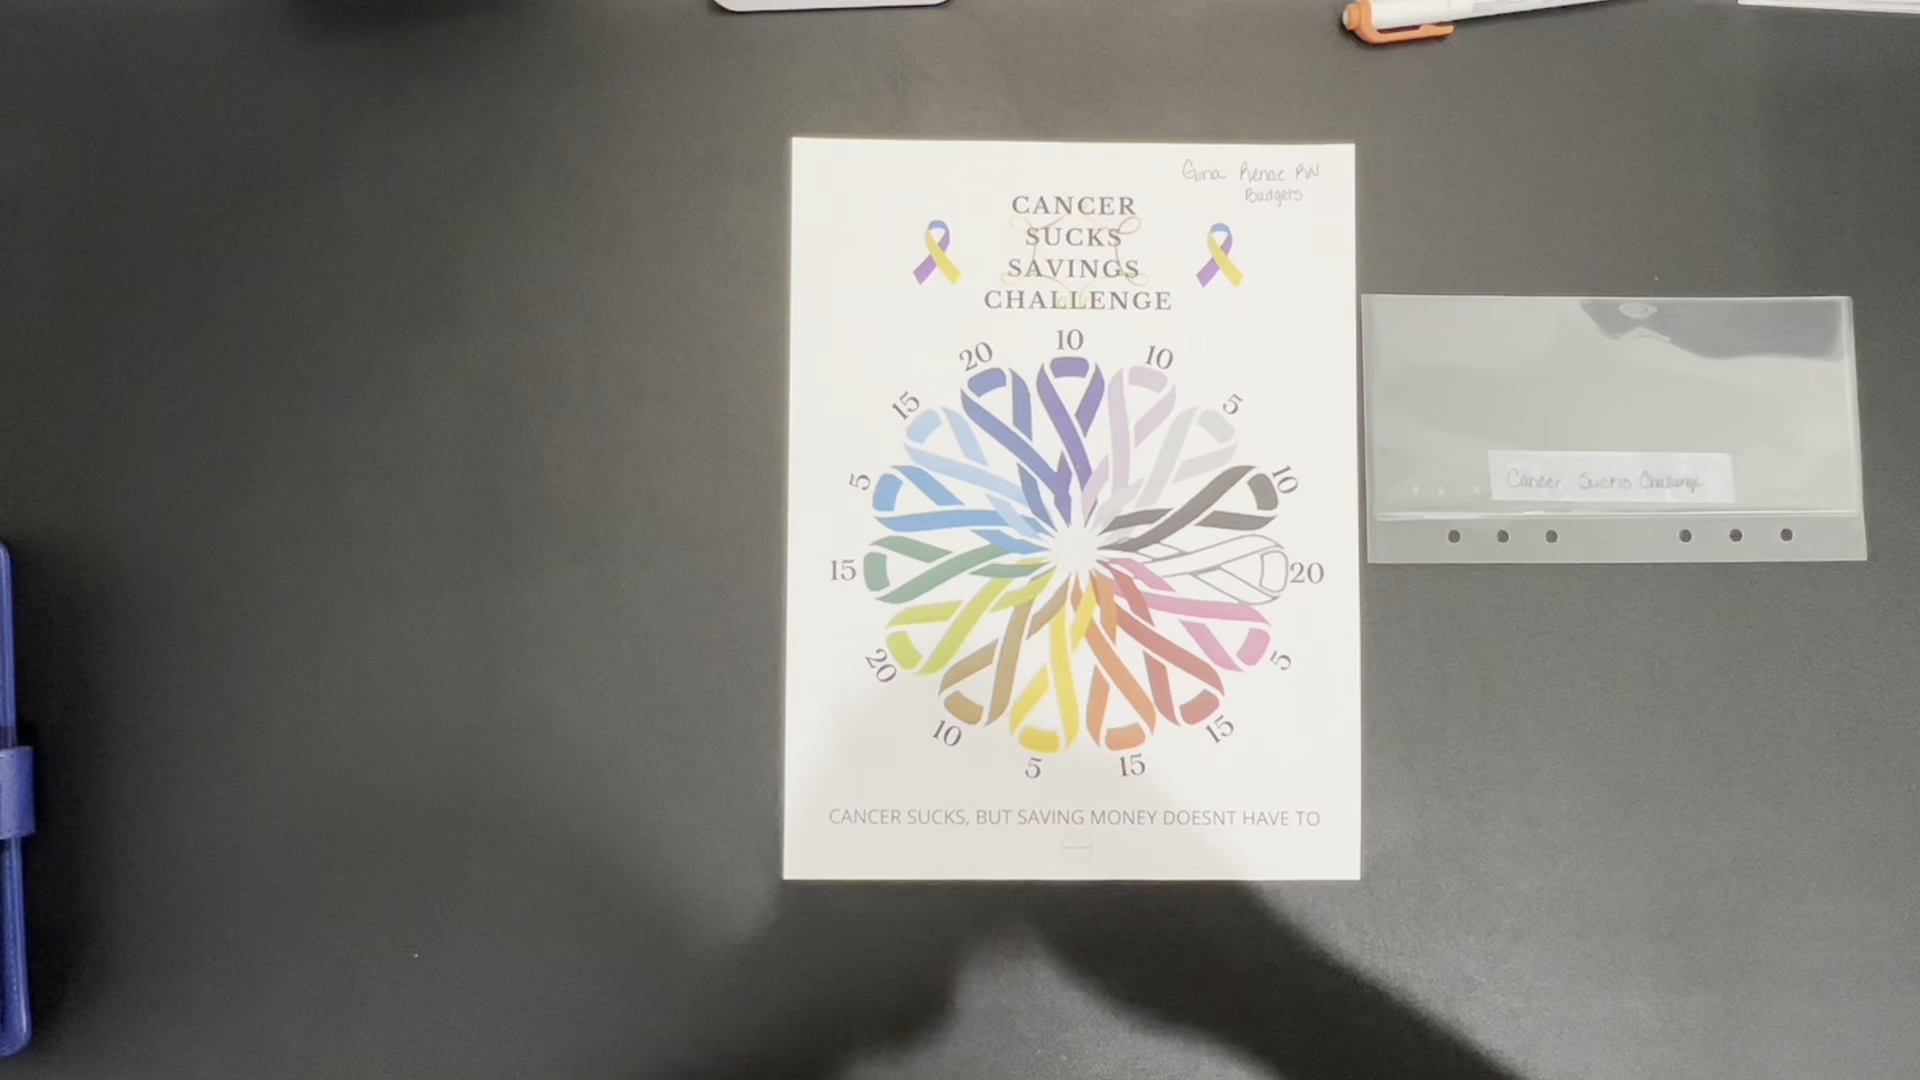 Gina Renae RN
Budgets
CANCER
SUCKS
SAVINGS
CHALLENGE
10
10
5
10
20
5
15
15
5
10
20
15
5
15
20
CANCER SUCKS, BUT SAVING MONEY DOESNT HAVE TO
Cancer Sucks Challenge